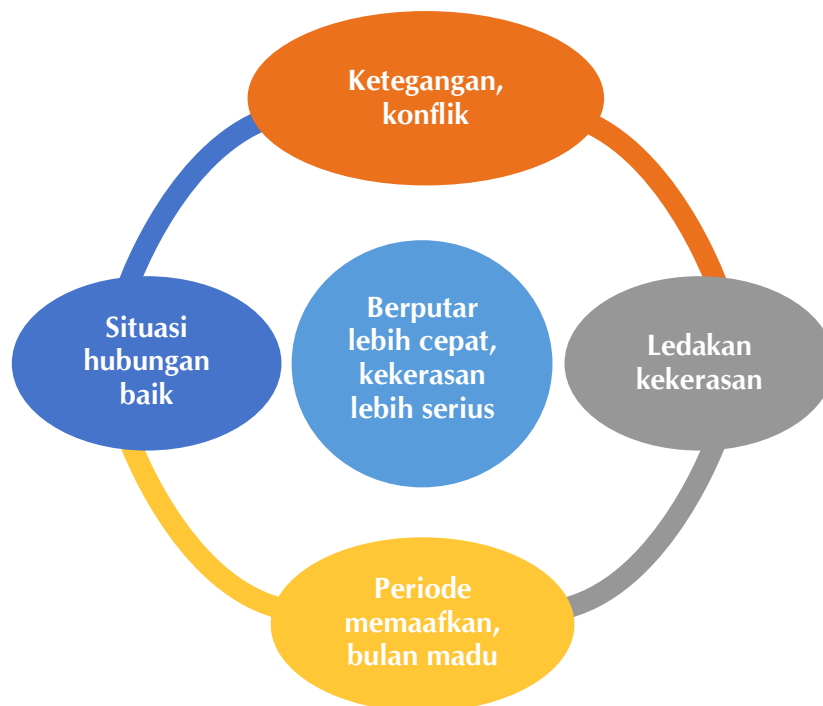 Ketegangan,
konflik
Situasi
hubungan
baik
Berputar
lebih cepat,
kekerasan
lebih serius
Ledakan
kekerasan
Periode
memaafkan,
bulan madu